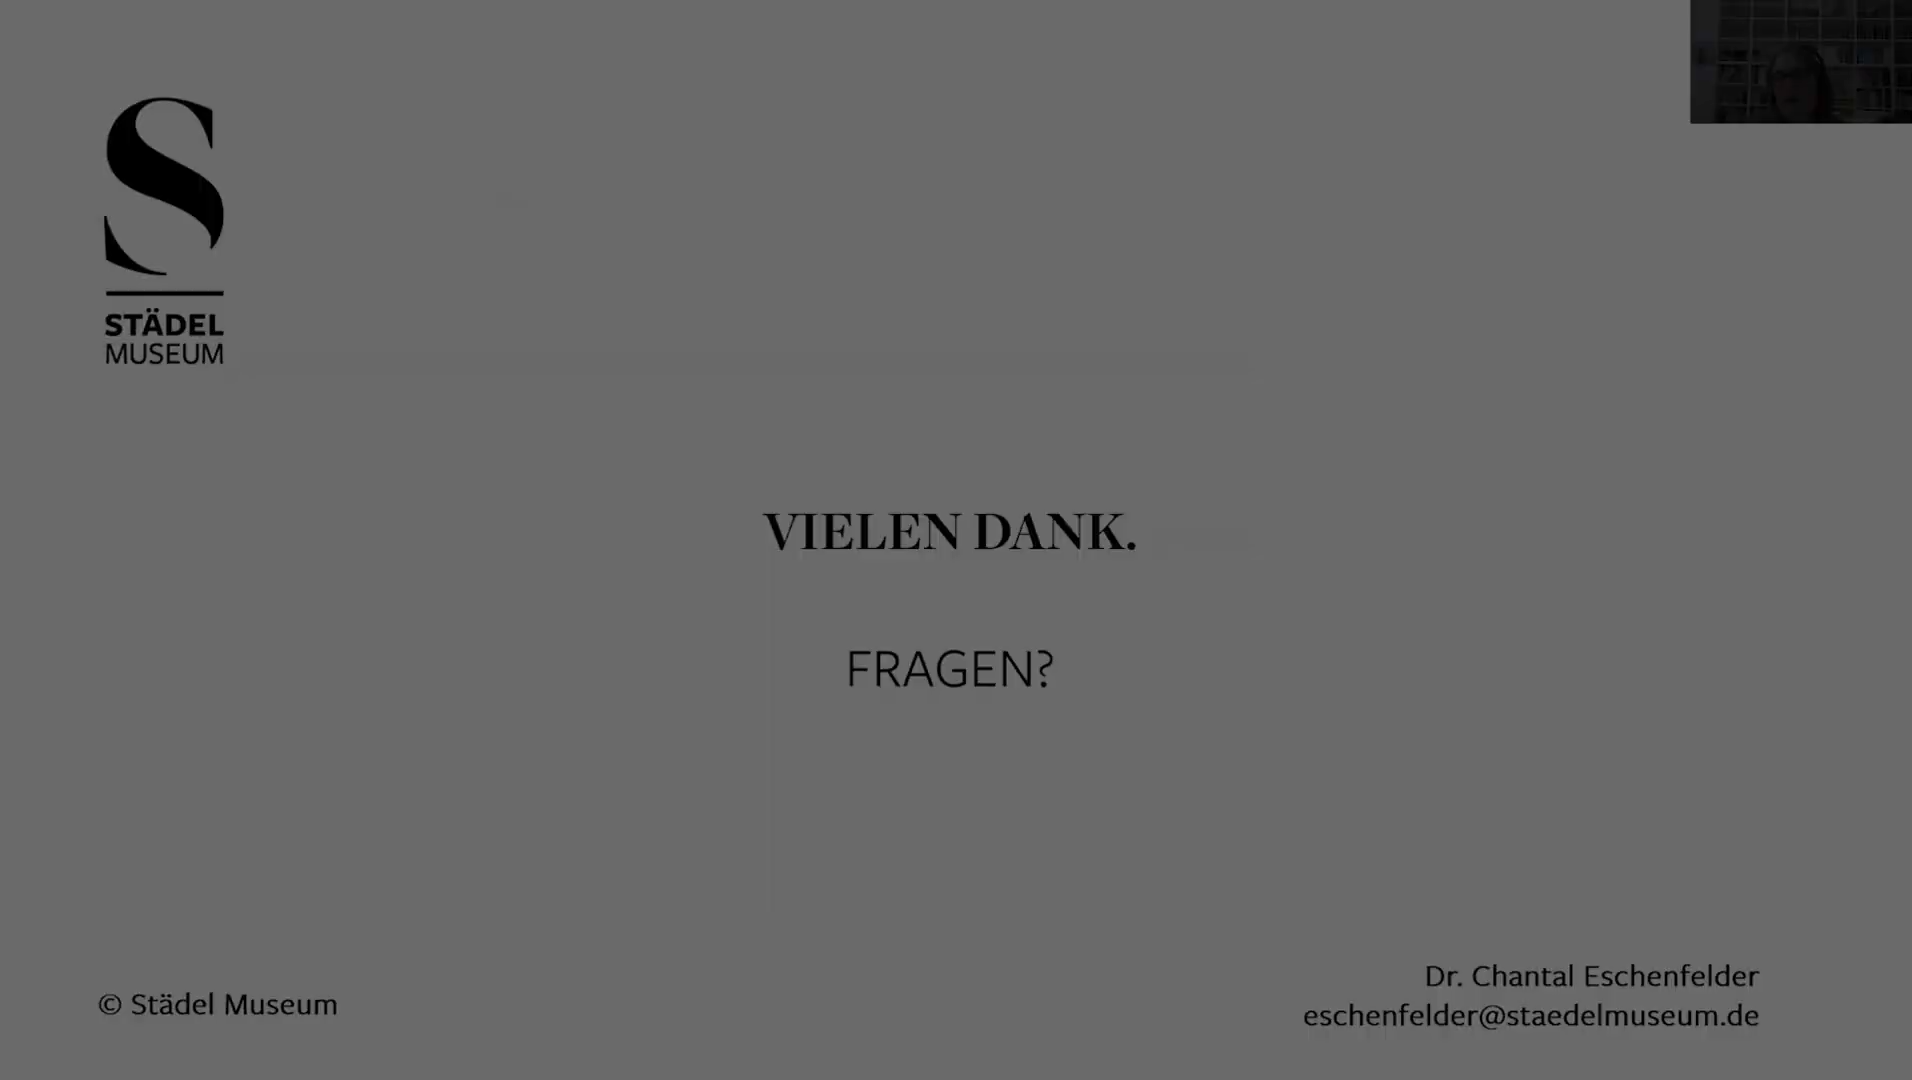 S
STÄDEL
MUSEUM
VIELEN DANK.
FRAGEN?
© Städel Museum
Dr. Chantal Eschenfelder
eschenfelder@staedelmuseum.de